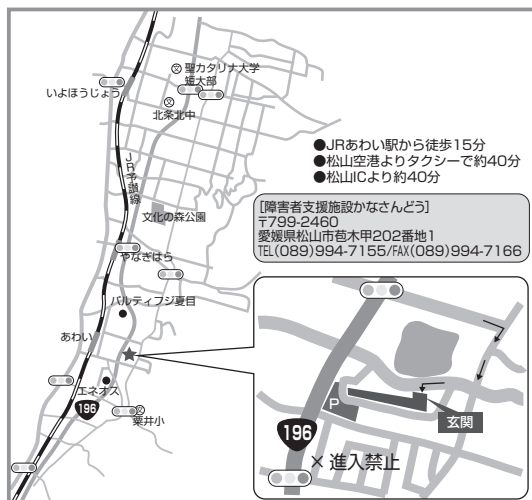 聖カタリナ大学
短大部
いよほうじょう
北条北中
JR予讃線
文化の森公園
やなぎはら
パルティフジ夏目
あわい
エネオス
196
粟井小
●JRあわい駅から徒歩15分
●松山空港よりタクシーで約40分
●松山ICより約40分
[障害者支援施設かなさんどう]
〒799-2460
愛媛県松山市苞木甲202番地1
TEL(089)994-7155/FAX(089)994-7166
P
玄関
196
×進入禁止